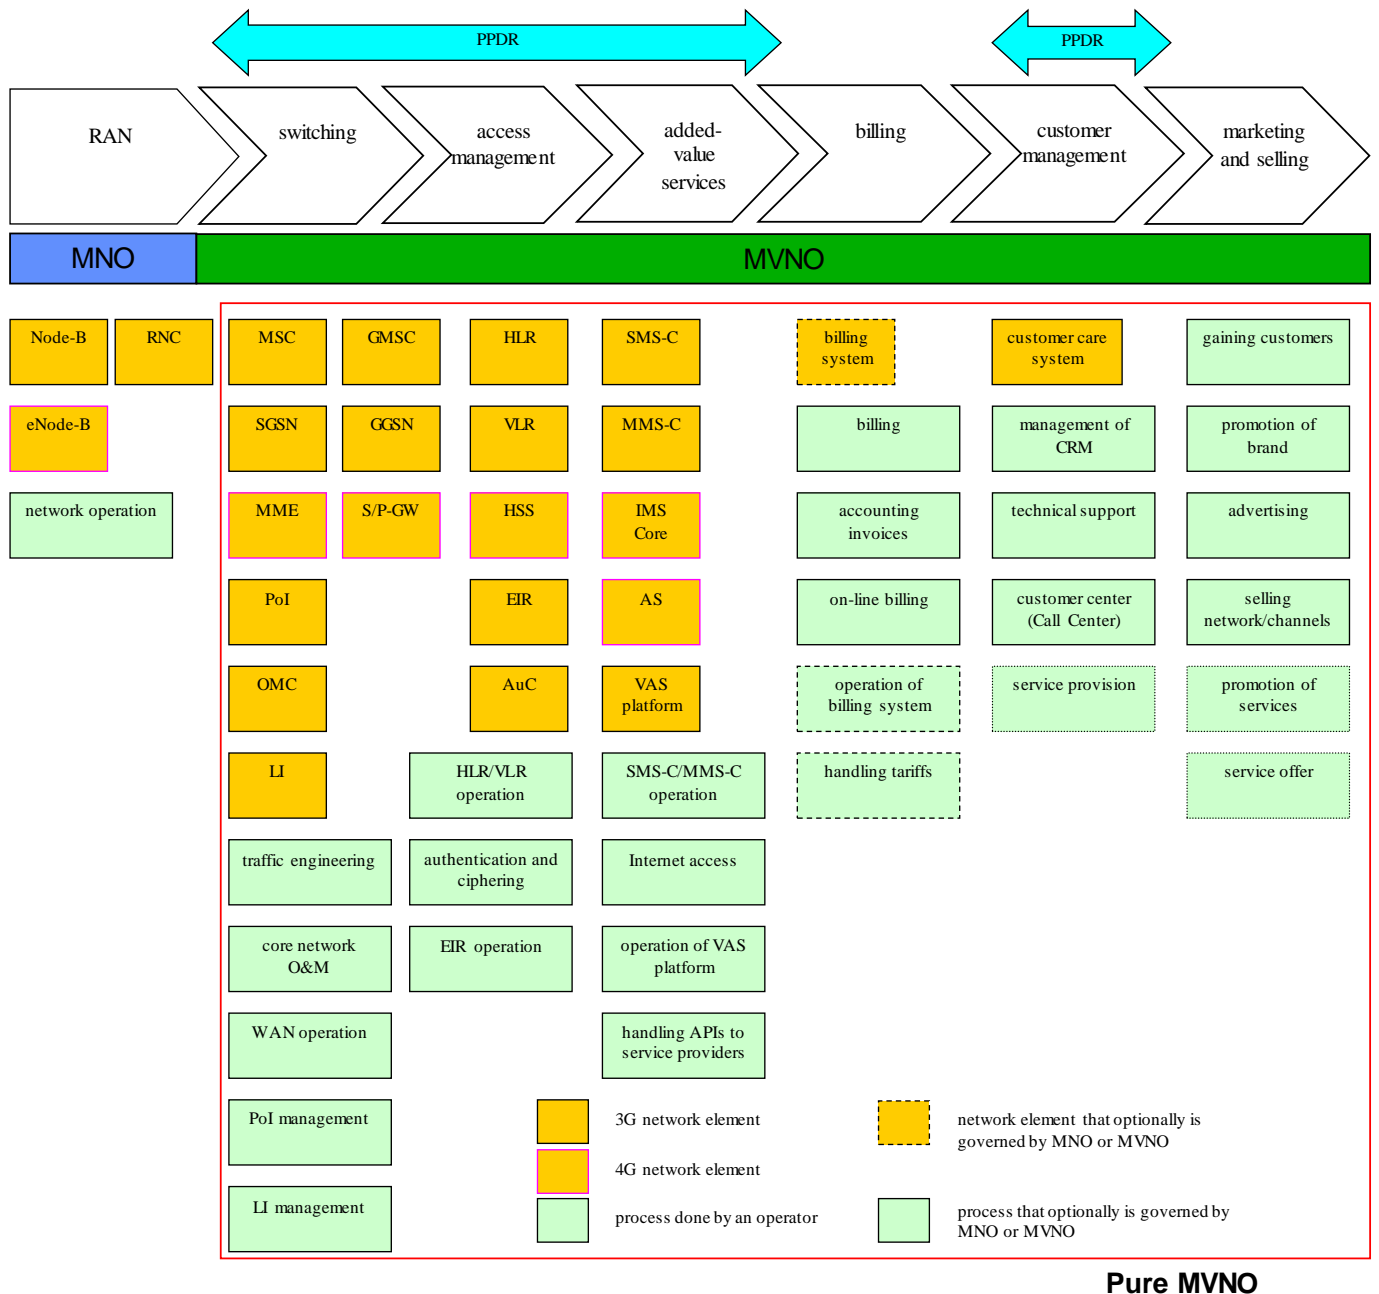 PPDR
PPDR
RAN
switching
access
management
added-
value
services
billing
customer
management
marketing
and selling
MNO
MVNO
Node-B
RNC
MSC
GMSC
HLR
SMS-C
billing
system
customer care
system
gaining customers
eNode-B
SGSN
GGSN
VLR
MMS-C
billing
management of
CRM
promotion of
brand
network operation
MME
S/P-GW
HSS
IMS
Core
accounting
invoices
technical support
advertising
PoI
EIR
AS
on-line billing
customer center
(Call Center)
selling
network/channels
OMC
AuC
VAS
platform
operation of
billing system
service provision
promotion of
services
LI
HLR/VLR
operation
SMS-C/MMS-C
operation
handling tariffs
service offer
traffic engineering
authentication and
ciphering
Internet access
core network
O&M
EIR operation
operation of VAS
platform
WAN operation
handling APIs to
service providers
PoI management
3G network element
network element that optionally is
governed by MNO or MVNO
4G network element
LI management
process done by an operator
process that optionally is governed by
MNO or MVNO
Pure MVNO